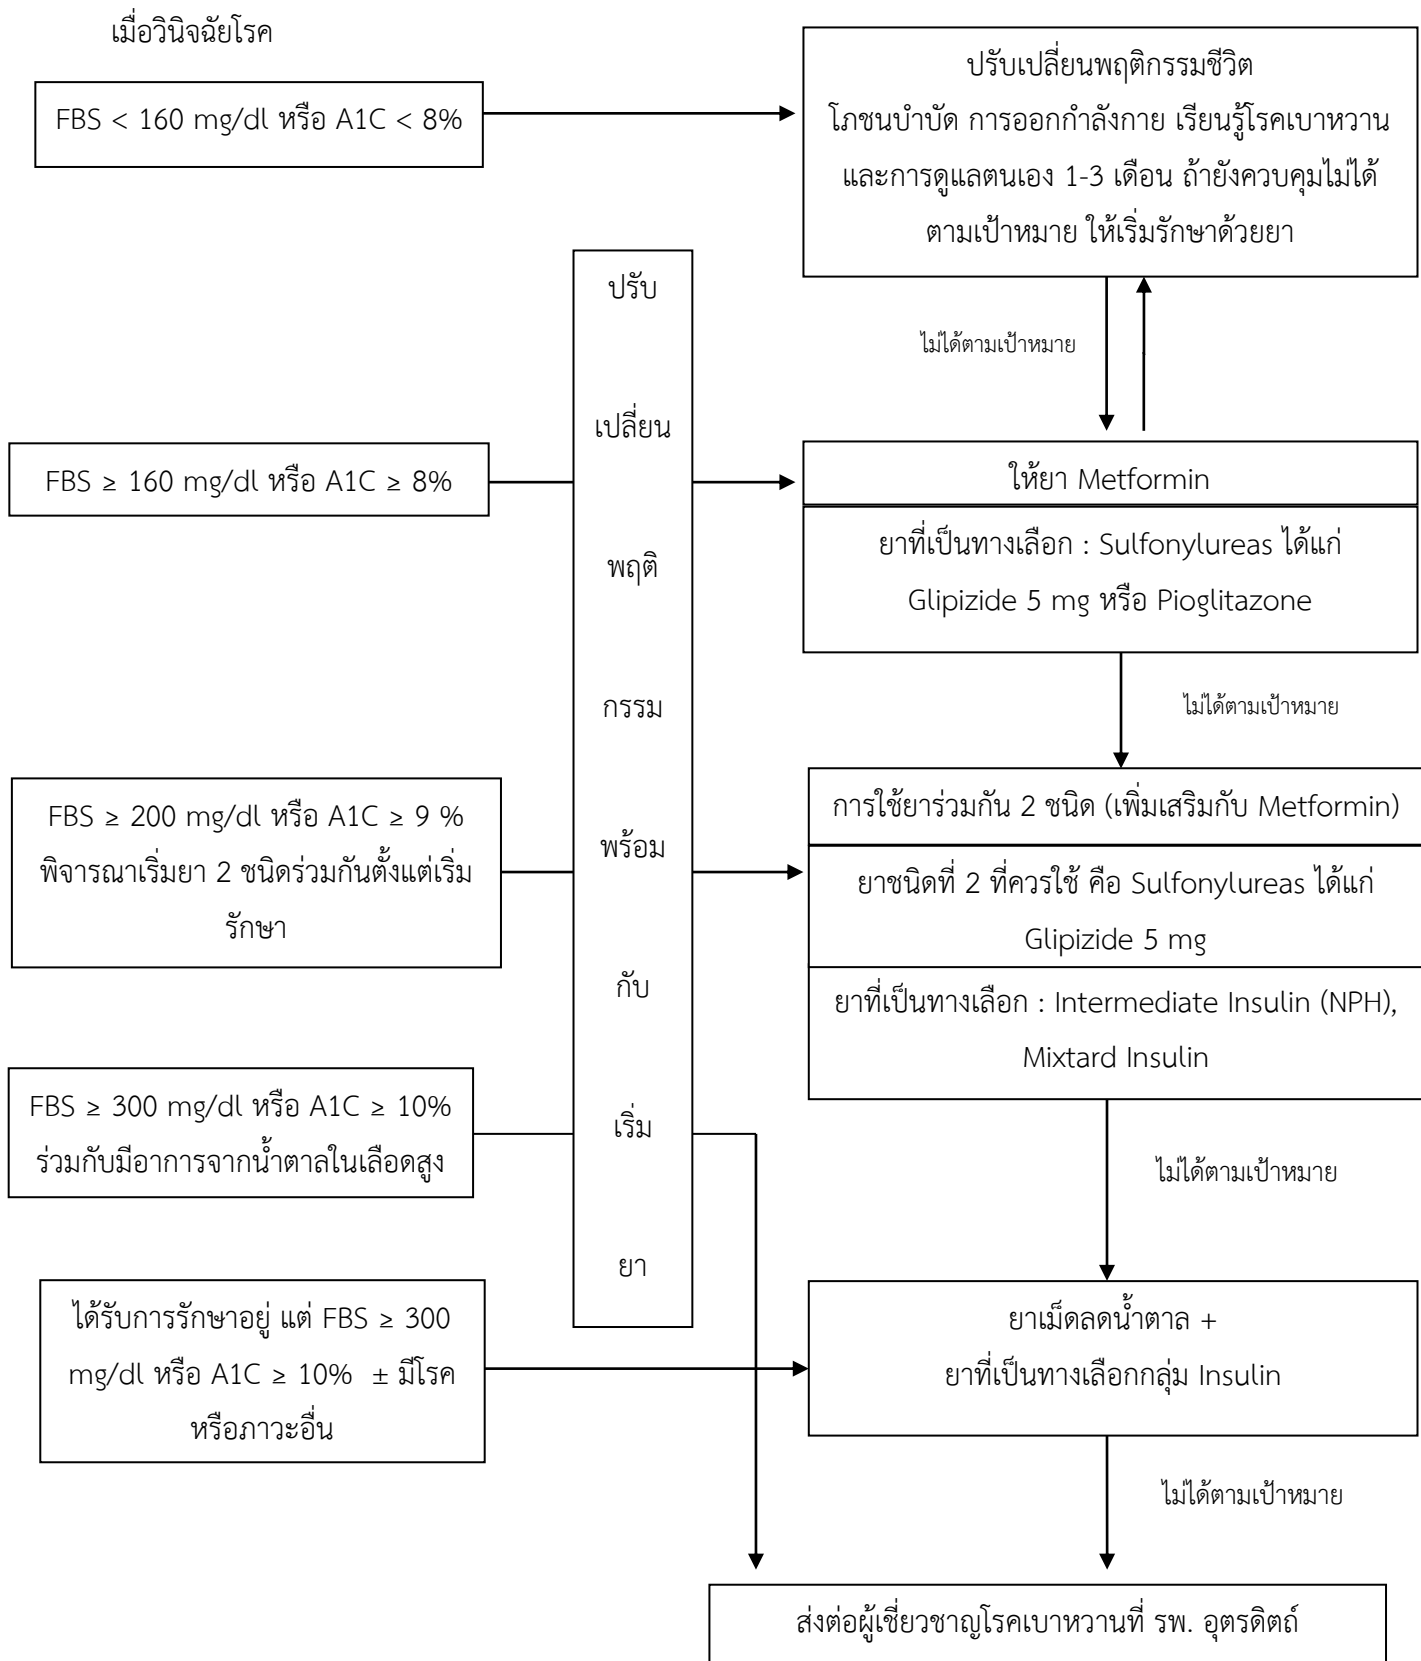 เมื่อวินิจฉัยโรค
FBS < 160 mg/dl หรือ A1C < 8%
ปรับเปลี่ยนพฤติกรรมชีวิต
โภชนบำบัด การออกกำลังกาย เรียนรู้โรคเบาหวาน
และการดูแลตนเอง 1-3 เดือน ถ้ายังควบคุมไม่ได้
ตามเป้าหมาย ให้เริ่มรักษาด้วยยา
ไม่ได้ตามเป้าหมาย
ปรับ
เปลี่ยน
พฤติ
กรรม
พร้อม
กับ
เริ่ม
ยา
FBS ≥ 160 mg/dl หรือ A1C ≥ 8%
ให้ยา Metformin
ยาที่เป็นทางเลือก : Sulfonylureas ได้แก่
Glipizide 5 mg หรือ Pioglitazone
ไม่ได้ตามเป้าหมาย
FBS ≥ 200 mg/dl หรือ A1C ≥ 9 %
พิจารณาเริ่มยา 2 ชนิดร่วมกันตั้งแต่เริ่ม
รักษา
การใช้ยาร่วมกัน 2 ชนิด (เพิ่มเสริมกับ Metformin)
ยาชนิดที่ 2 ที่ควรใช้ คือ Sulfonylureas ได้แก่
Glipizide 5 mg
ยาที่เป็นทางเลือก : Intermediate Insulin (NPH),
Mixtard Insulin
FBS ≥ 300 mg/dl หรือ A1C ≥ 10%
ร่วมกับมีอาการจากน้ำตาลในเลือดสูง
ไม่ได้ตามเป้าหมาย
ได้รับการรักษาอยู่ แต่ FBS ≥ 300
mg/dl หรือ A1C ≥ 10% ± มีโรค
หรือภาวะอื่น
ยาเม็ดลดน้ำตาล +
ยาที่เป็นทางเลือกกลุ่ม Insulin
ไม่ได้ตามเป้าหมาย
ส่งต่อผู้เชี่ยวชาญโรคเบาหวานที่ รพ. อุตรดิตถ์